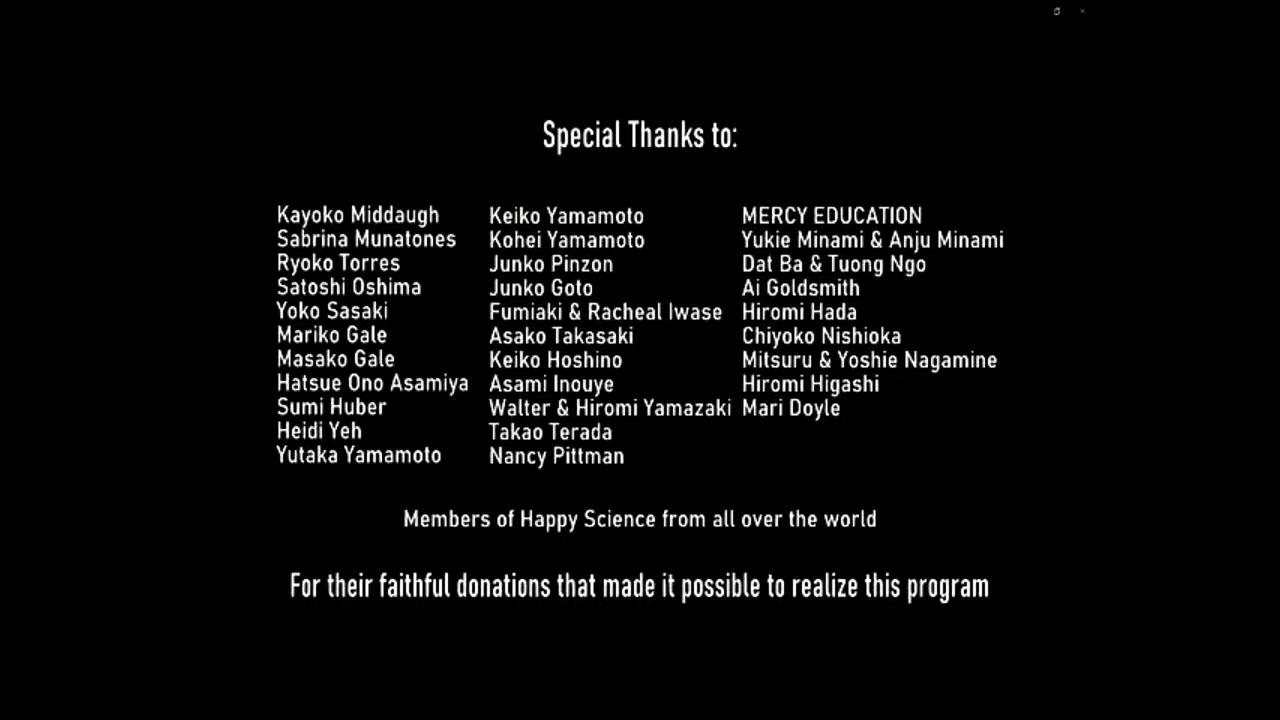 Special Thanks to:
Kayoko Middaugh
Sabrina Munatones
Ryoko Torres
Satoshi Oshima
Yoko Sasaki
Mariko Gale
Masako Gale
Hatsue Ono Asamiya
Sumi Huber
Heidi Yeh
Yutaka Yamamoto
Keiko Yamamoto
Kohei Yamamoto
Junko Pinzon
Junko Goto
Fumiaki & Racheal Iwase
Asako Takasaki
Keiko Hoshino
Asami Inouye
Walter & Hiromi Yamazaki
Takao Terada
Nancy Pittman
MERCY EDUCATION
Yukie Minami & Anju Minami
Dat Ba & Tuong Ngo
Ai Goldsmith
Hiromi Hada
Chiyoko Nishioka
Mitsuru & Yoshie Nagamine
Hiromi Higashi
Mari Doyle
Members of Happy Science from all over the world
For their faithful donations that made it possible to realize this program